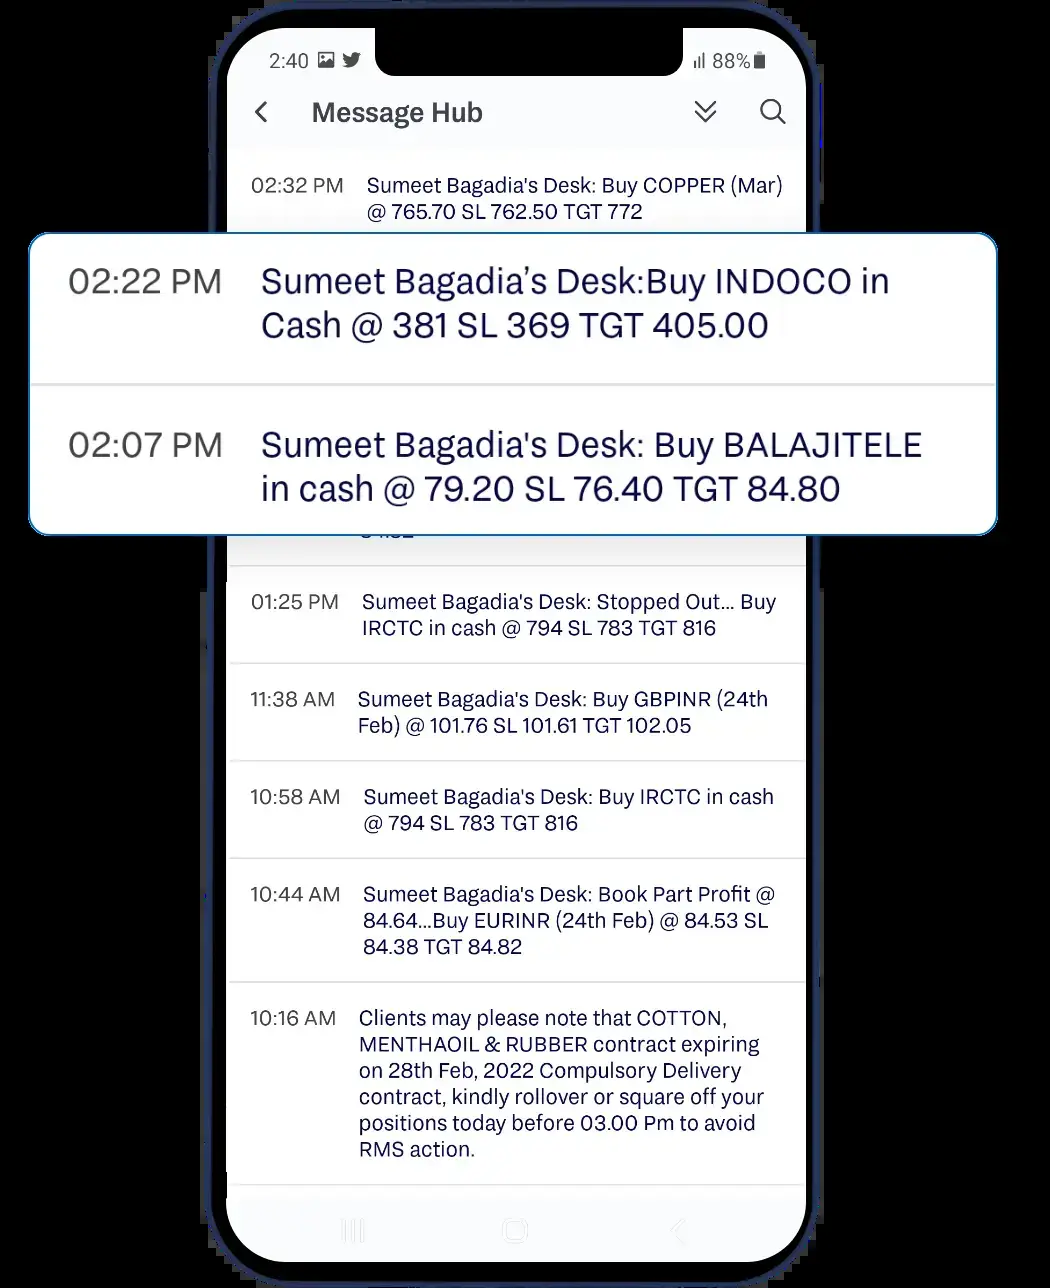 2:40 88%
Message Hub
02:32 PM Sumeet Bagadia's Desk: Buy COPPER (Mar)
@ 765.70 SL 762.50 TGT 772
02:22 PM Sumeet Bagadia’s Desk:Buy INDOCO in
Cash @ 381 SL 369 TGT 405.00
02:07 PM Sumeet Bagadia's Desk: Buy BALAJITELE
in cash @ 79.20 SL 76.40 TGT 84.80
01:25 PM Sumeet Bagadia's Desk: Stopped Out... Buy
IRCTC in cash @ 794 SL 783 TGT 816
11:38 AM Sumeet Bagadia's Desk: Buy GBPINR (24th
Feb) @ 101.76 SL 101.61 TGT 102.05
10:58 AM Sumeet Bagadia's Desk: Buy IRCTC in cash
@ 794 SL 783 TGT 816
10:44 AM Sumeet Bagadia's Desk: Book Part Profit @
84.64...Buy EURINR (24th Feb) @ 84.53 SL
84.38 TGT 84.82
10:16 AM Clients may please note that COTTON,
MENTHAOIL & RUBBER contract expiring
on 28th Feb, 2022 Compulsory Delivery
contract, kindly rollover or square off your
positions today before 03.00 Pm to avoid
RMS action.